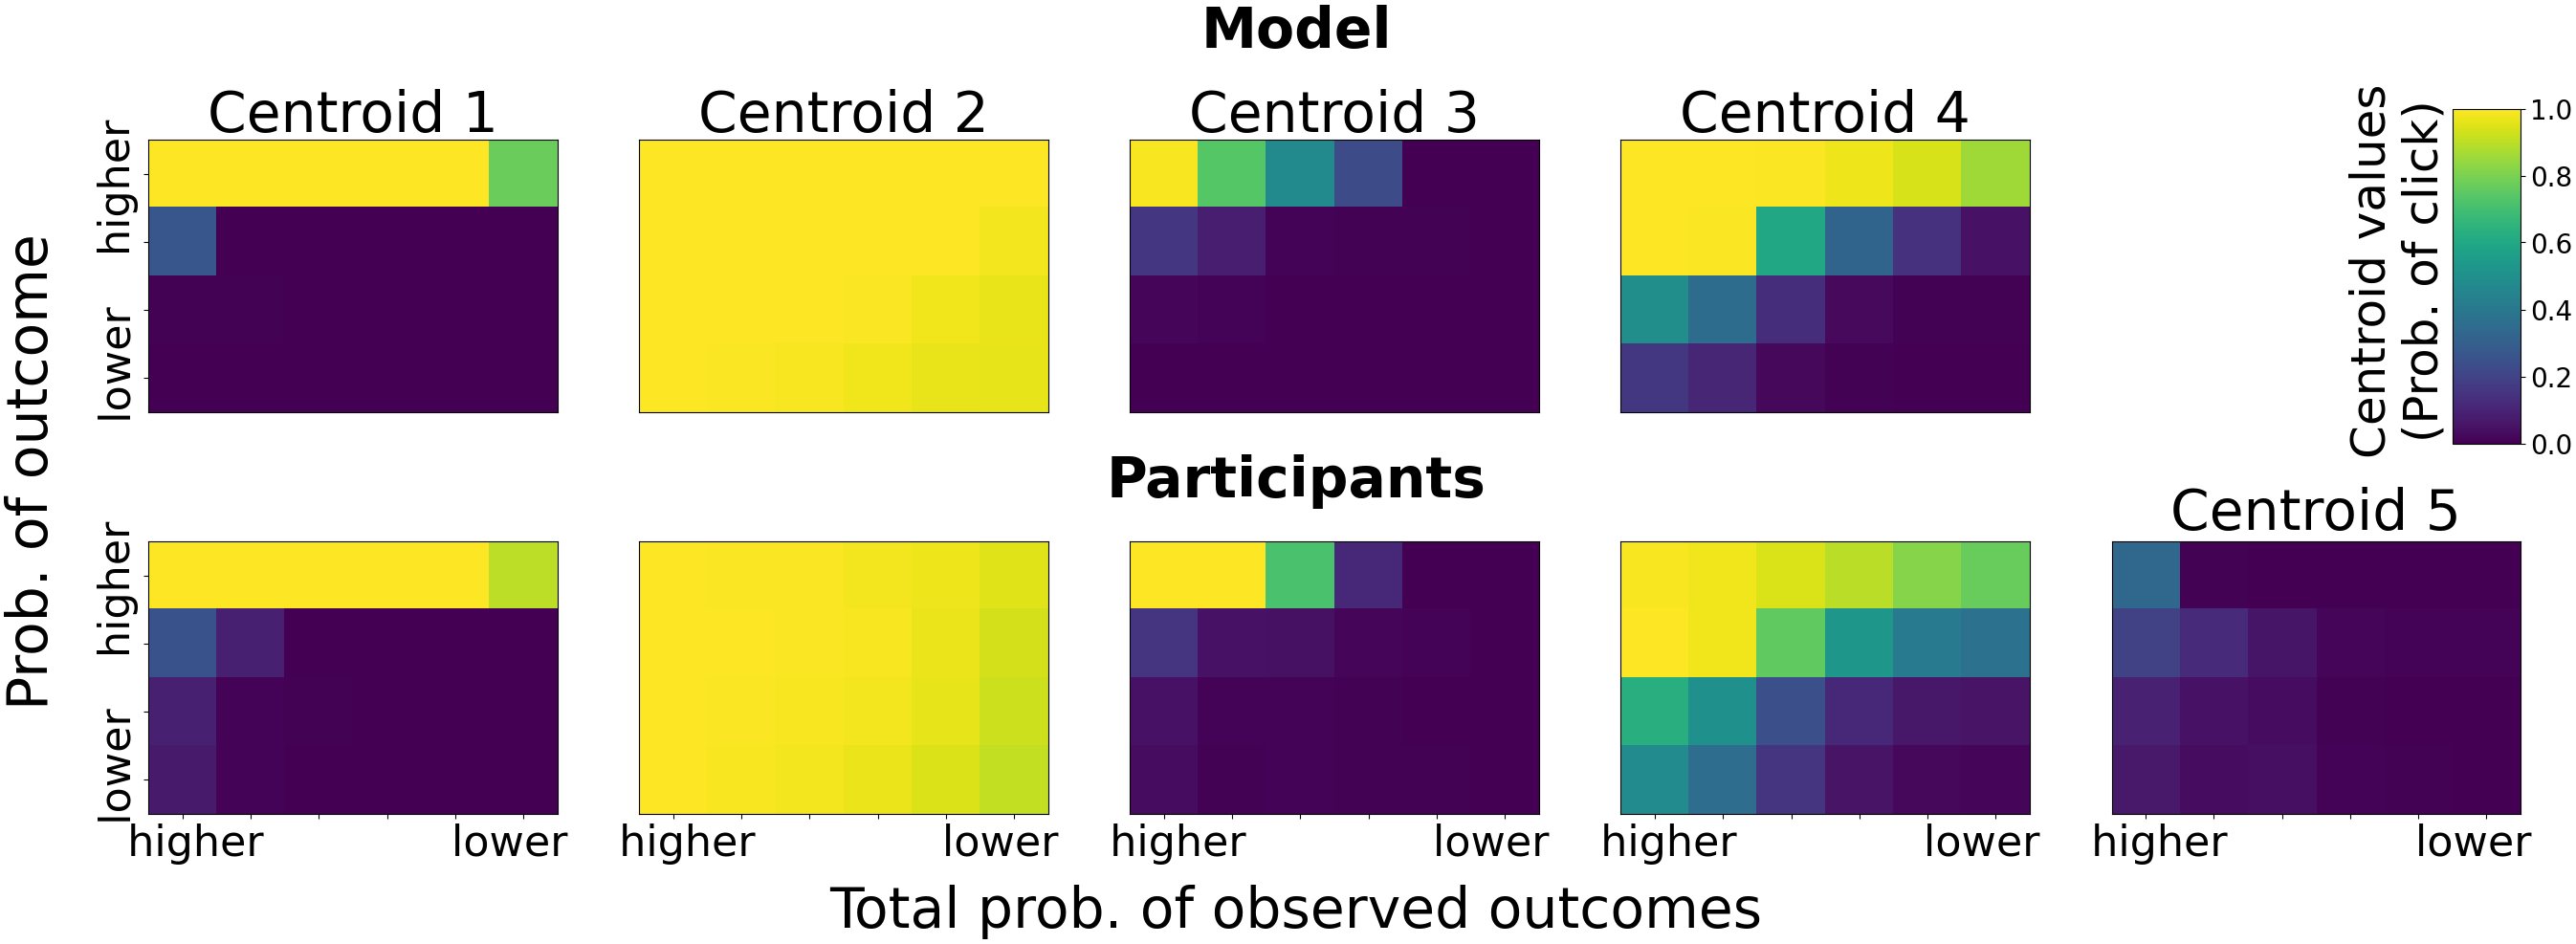 Model
Centroid 1
Centroid 2
Centroid 3
Centroid 4
higher
lower
Centroid values
(Prob. of click)
1.0
0.8
0.6
0.4
0.2
0.0
Prob. of outcome
Participants
Centroid 5
higher
lower
higher
lower
higher
lower
higher
lower
higher
lower
higher
lower
Total prob. of observed outcomes